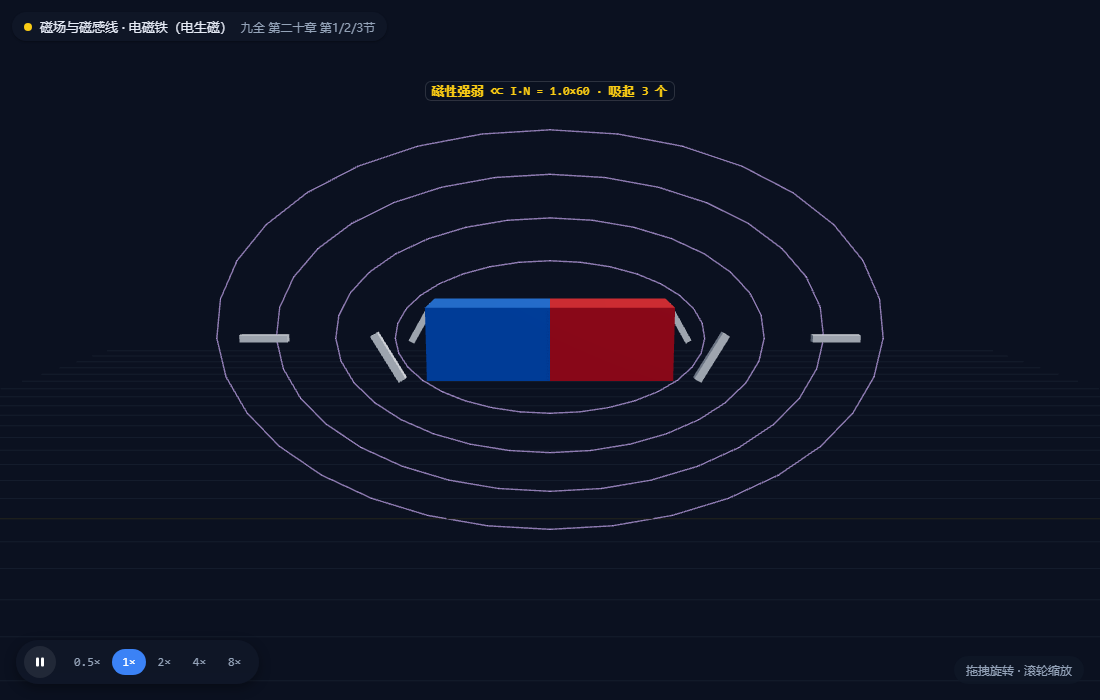 磁场与磁感线 · 电磁铁（电生磁） 九全 第二十章 第1/2/3节
磁性强弱 ∝ I·N = 1.0×60 · 吸起 3 个
0.5× 1× 2× 4× 8×
拖拽旋转 · 滚轮缩放